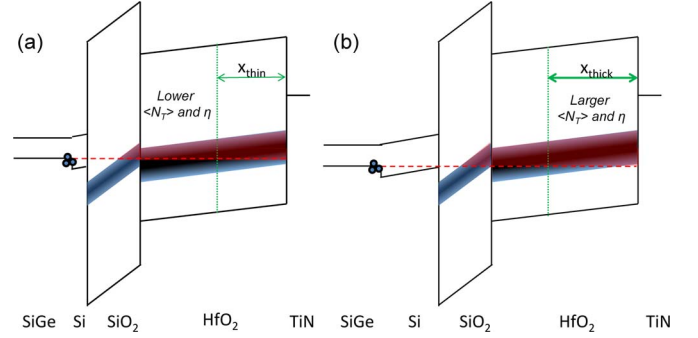 (a)
x_thin
Lower
<N_T> and η
SiGe Si SiO₂ HfO₂ TiN
(b)
x_thick
Larger
<N_T> and η
SiGe Si SiO₂ HfO₂ TiN